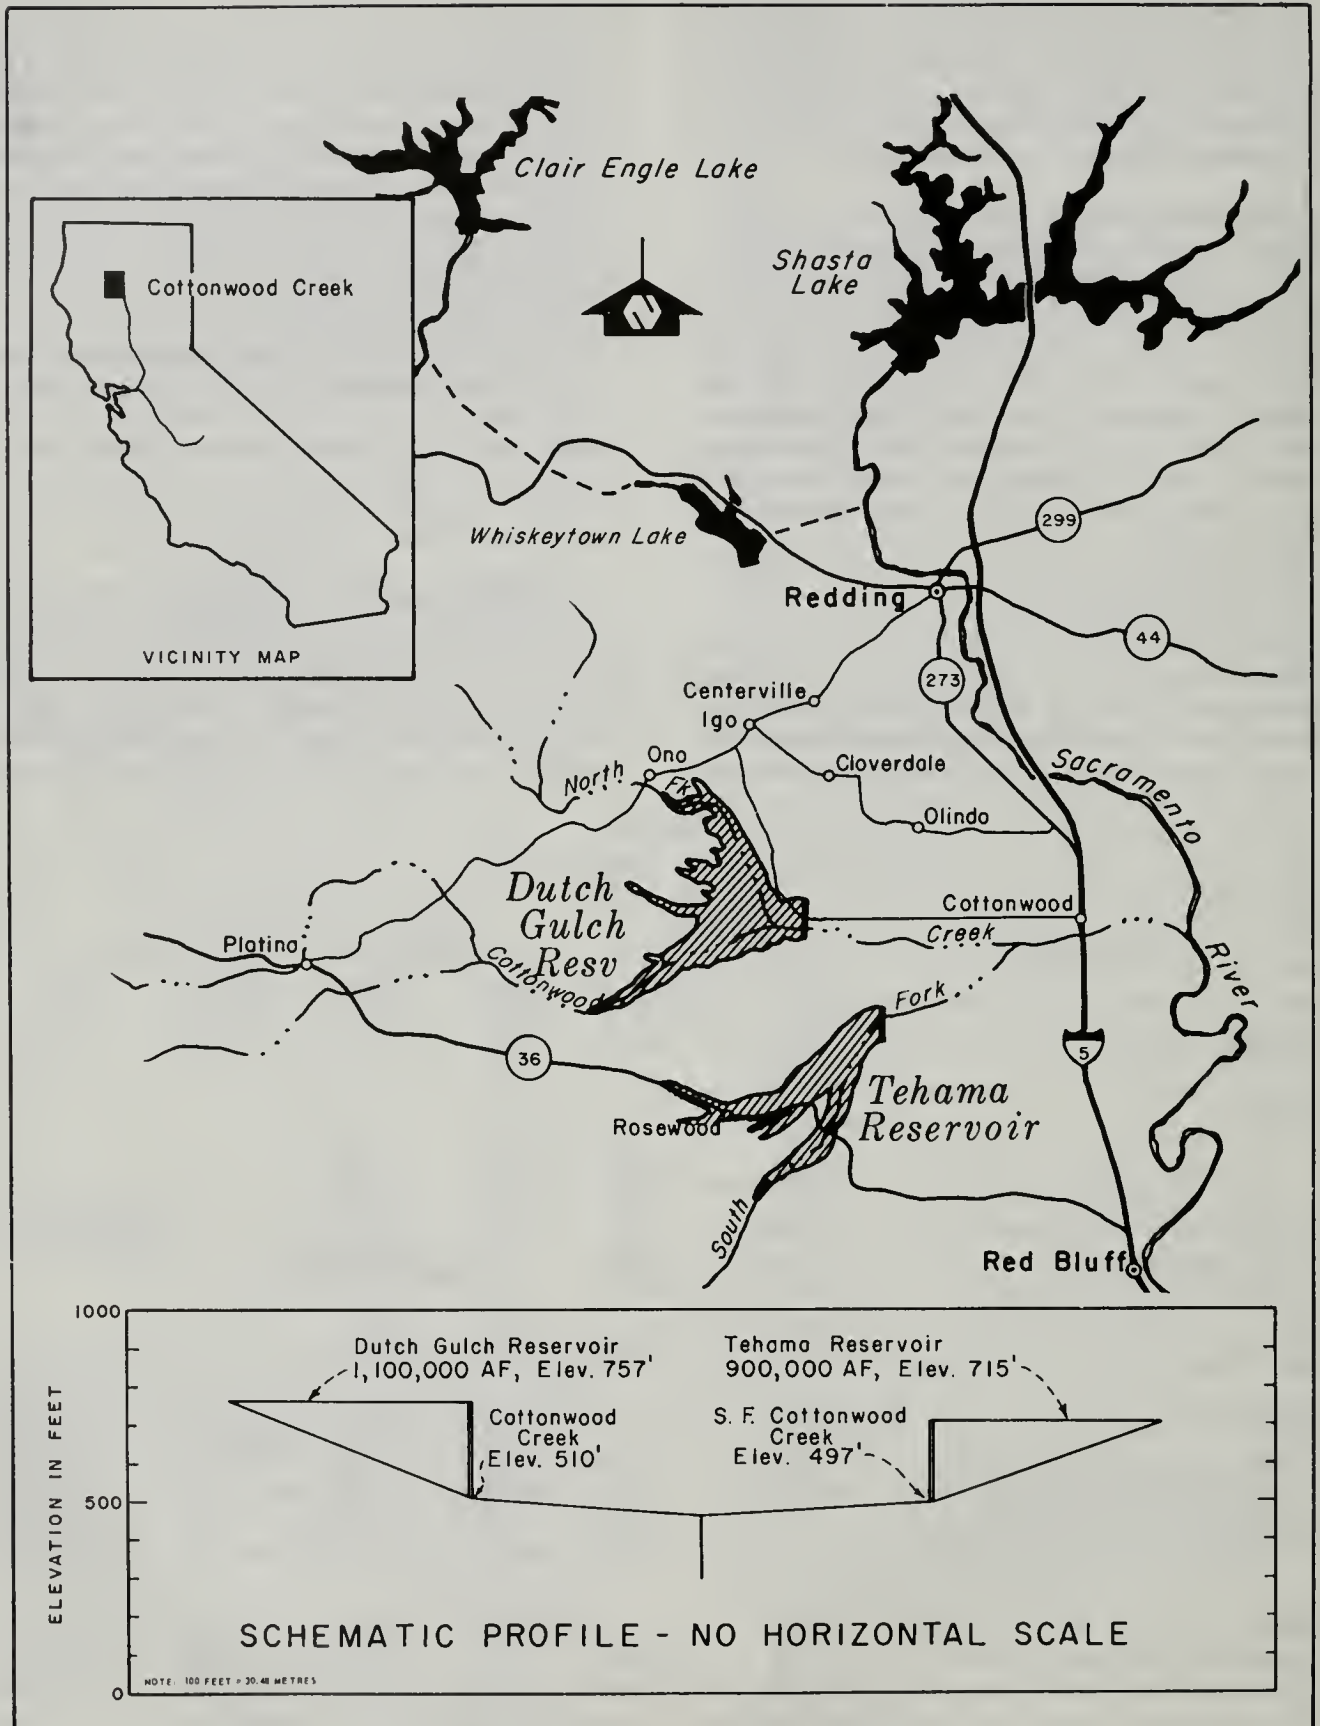 Clair Engle Lake
Shasta
Lake
Cottonwood Creek
VICINITY MAP
Whiskeytown Lake
299
Redding
44
273
Centerville
Igo
Ono
Cloverdale
North Fk
Olinda
Sacramento River
Dutch
Gulch
Resv
Cottonwood
Creek
Platina
Cottonwood
Fork
36
5
Tehama
Reservoir
Rosewood
South
Red Bluff
1000
500
0
ELEVATION IN FEET
Dutch Gulch Reservoir
1,100,000 AF, Elev. 757'
Tehama Reservoir
900,000 AF, Elev. 715'
Cottonwood
Creek
Elev. 510'
S. F. Cottonwood
Creek
Elev. 497'
SCHEMATIC PROFILE - NO HORIZONTAL SCALE
NOTE: 100 FEET = 30.48 METRES